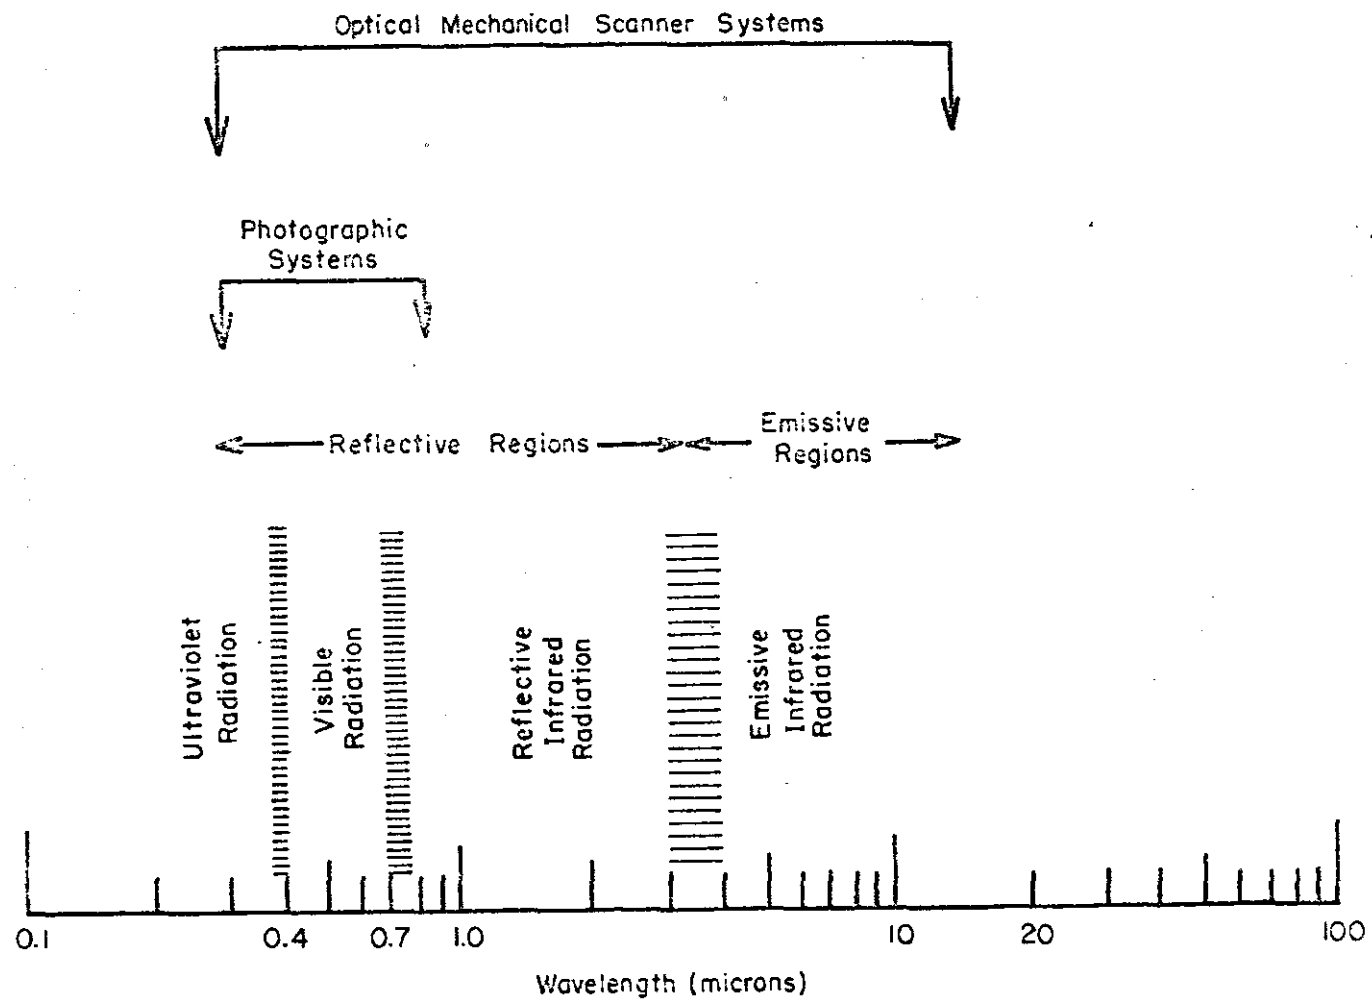 Optical Mechanical Scanner Systems
Photographic
Systems
Reflective Regions
Emissive
Regions
Ultraviolet
Radiation
Visible
Radiation
Reflective
Infrared
Radiation
Emissive
Infrared
Radiation
0.1 0.4 0.7 1.0 10 20 100
Wavelength (microns)